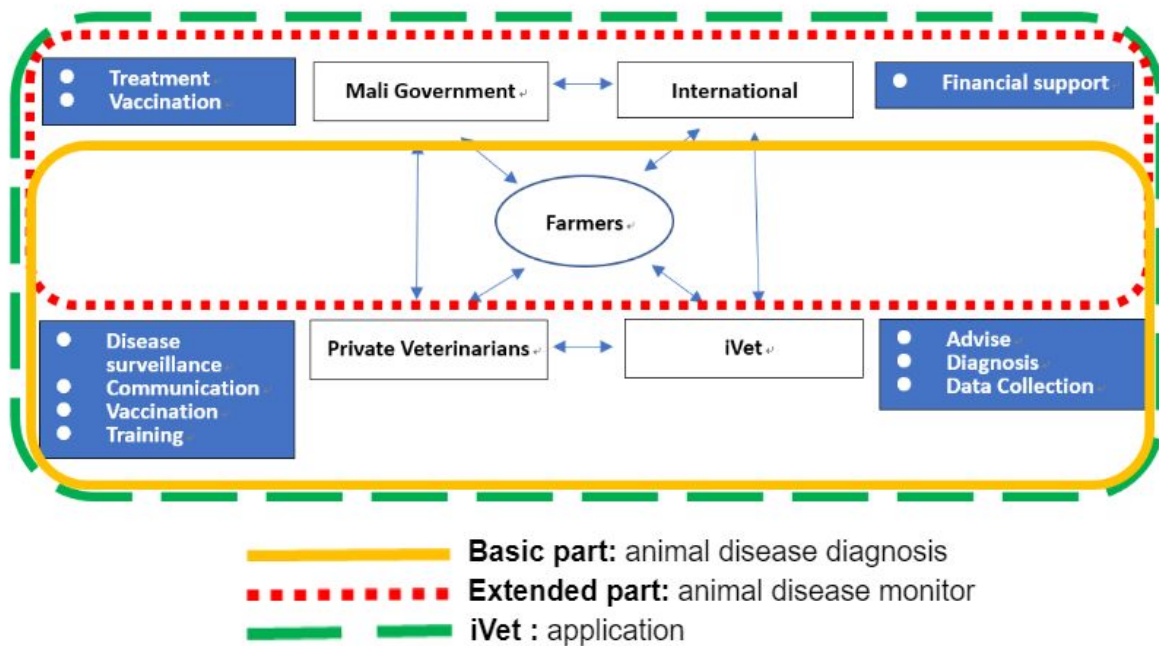 Treatment
Vaccination
Mali Government
International
Financial support
Farmers
Disease
surveillance
Communication
Vaccination
Training
Private Veterinarians
iVet
Advise
Diagnosis
Data Collection
Basic part: animal disease diagnosis
Extended part: animal disease monitor
iVet : application